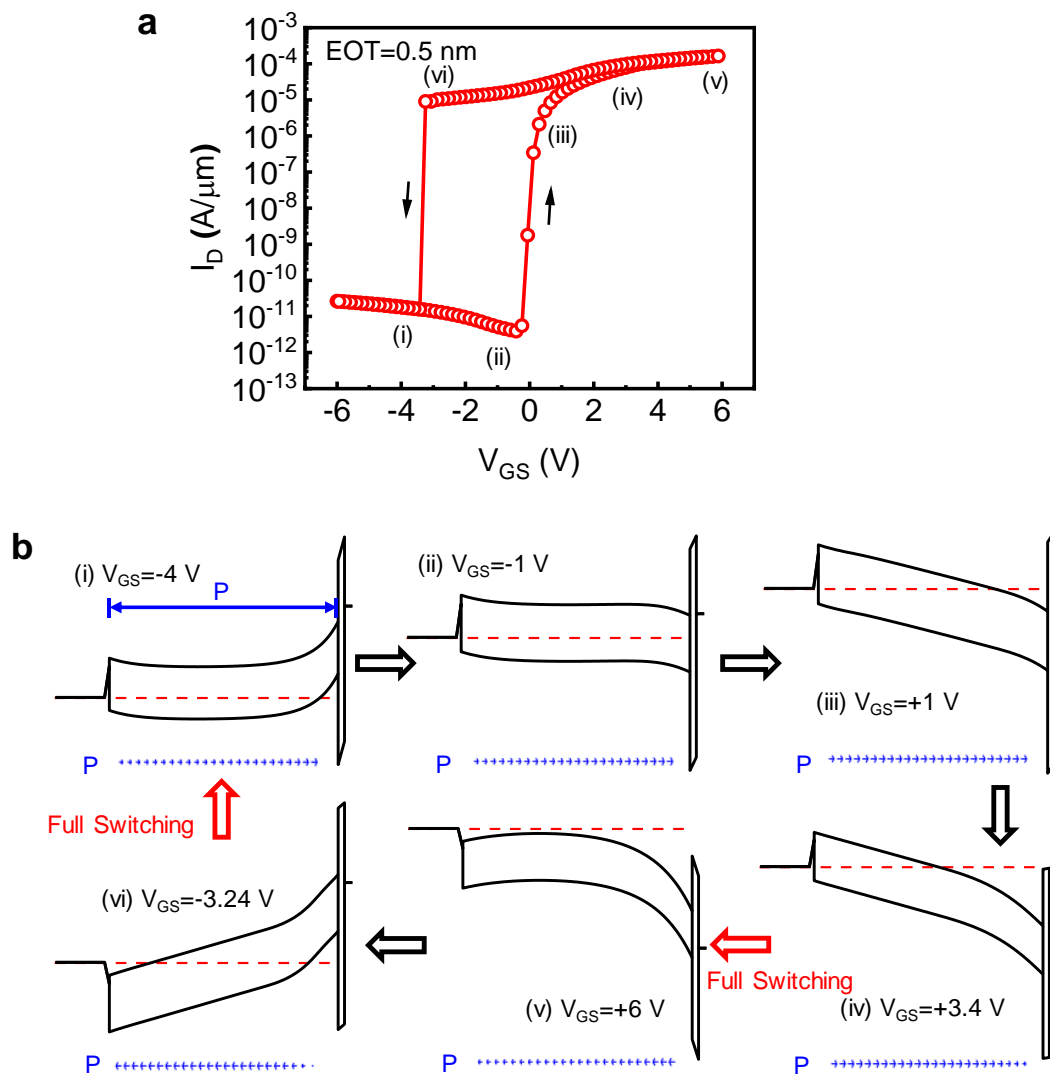 a
EOT=0.5 nm
10⁻³
10⁻⁴
10⁻⁵
10⁻⁶
10⁻⁷
10⁻⁸
10⁻⁹
10⁻¹⁰
10⁻¹¹
10⁻¹²
10⁻¹³
I_D (A/μm)
(vi)
(v)
(iv)
(iii)
(i)
(ii)
-6 -4 -2 0 2 4 6
V_GS (V)
b
(i) V_GS=-4 V
P
P
(ii) V_GS=-1 V
P
(iii) V_GS=+1 V
P
Full Switching
(vi) V_GS=-3.24 V
P
(v) V_GS=+6 V
P
Full Switching
(iv) V_GS=+3.4 V
P